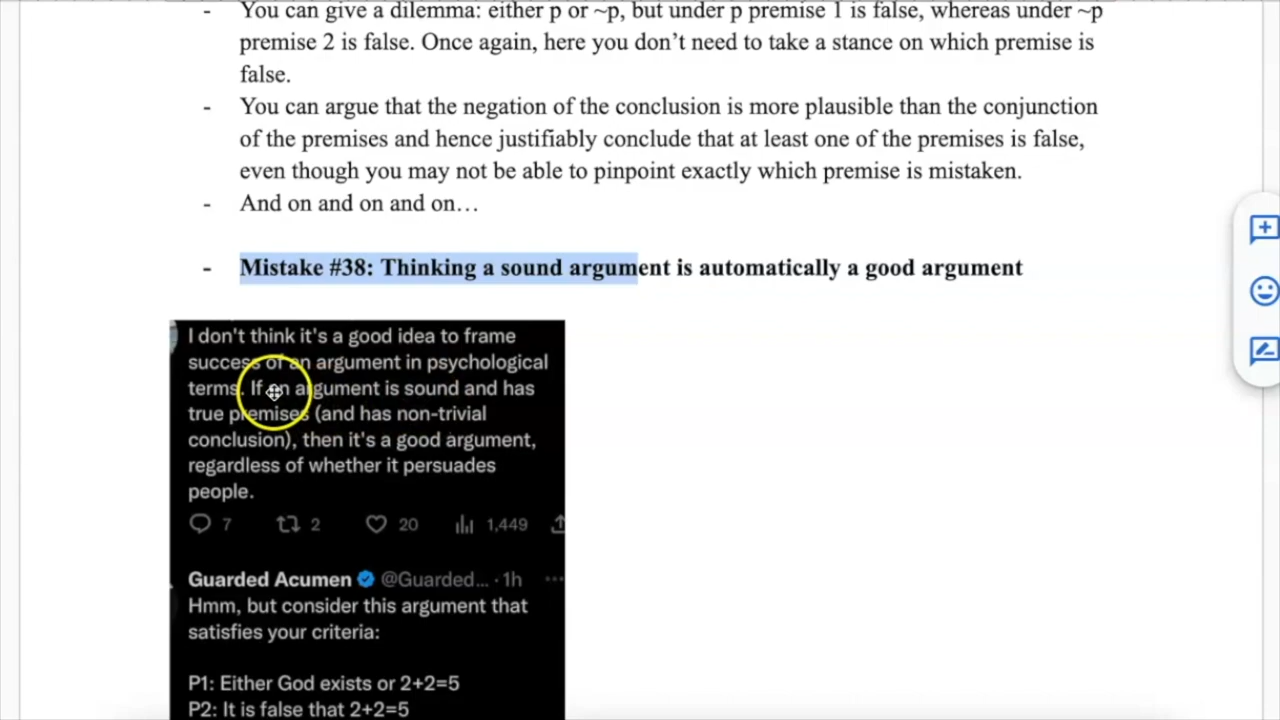 - You can give a dilemma: either p or ~p, but under p premise 1 is false, whereas under ~p
premise 2 is false. Once again, here you don’t need to take a stance on which premise is
false.
- You can argue that the negation of the conclusion is more plausible than the conjunction
of the premises and hence justifiably conclude that at least one of the premises is false,
even though you may not be able to pinpoint exactly which premise is mistaken.
- And on and on and on…
- Mistake #38: Thinking a sound argument is automatically a good argument
I don't think it's a good idea to frame
success of an argument in psychological
terms. If an argument is sound and has
true premises (and has non-trivial
conclusion), then it's a good argument,
regardless of whether it persuades
people.
7 2 20 1,449
Guarded Acumen @Guarded... · 1h ···
Hmm, but consider this argument that
satisfies your criteria:
P1: Either God exists or 2+2=5
P2: It is false that 2+2=5